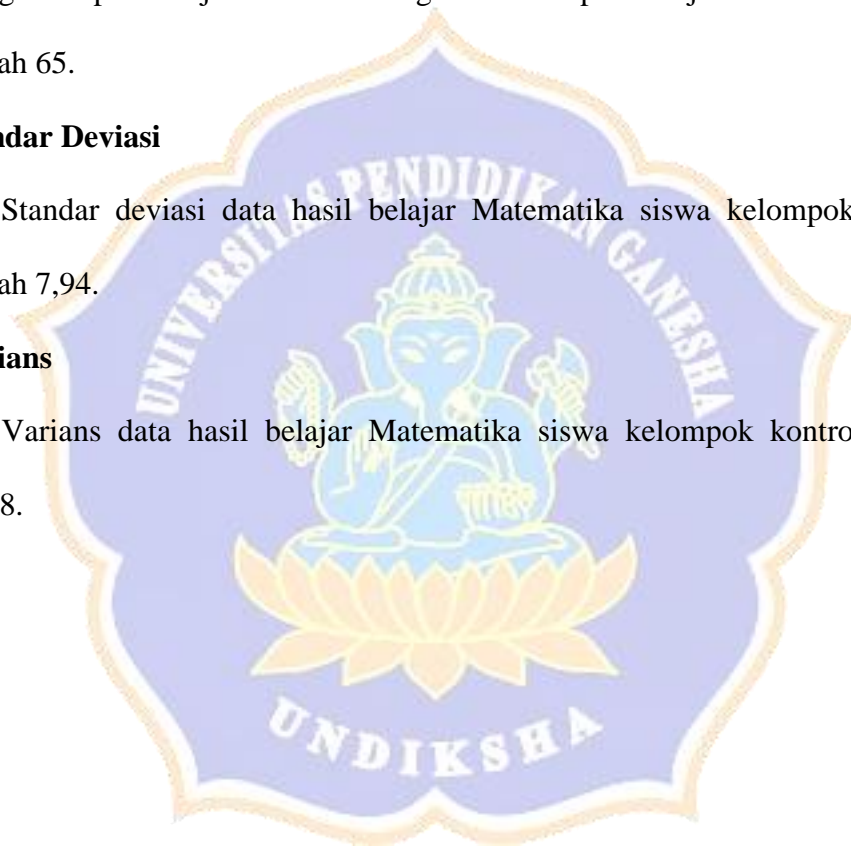 ah 65.
ndar Deviasi
Standar deviasi data hasil belajar Matematika siswa kelompok
ah 7,94.
ians
Varians data hasil belajar Matematika siswa kelompok kontro
8.
UNIVERSITAS PENDIDIKAN GANESHA
UNDIKSHA